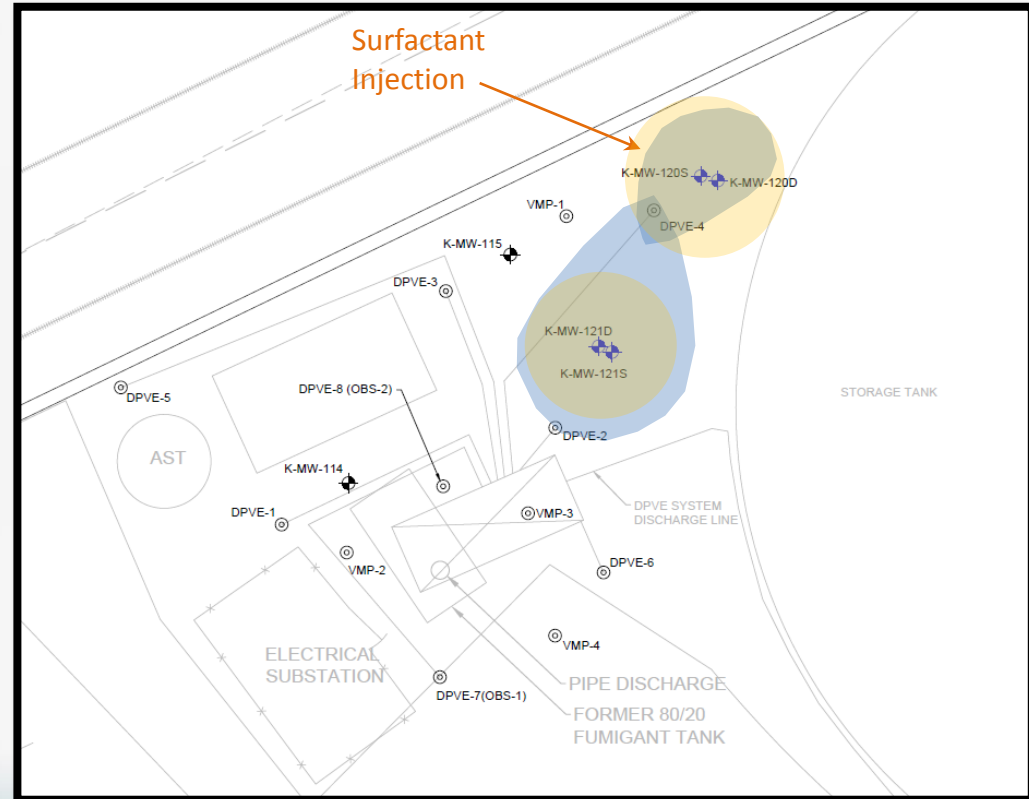 Surfactant
Injection
K-MW-120S
K-MW-120D
VMP-1
DPVE-4
K-MW-115
DPVE-3
K-MW-121D
K-MW-121S
DPVE-5
DPVE-8 (OBS-2)
STORAGE TANK
DPVE-2
AST
K-MW-114
DPVE SYSTEM
DISCHARGE LINE
DPVE-1
VMP-3
VMP-2
DPVE-6
VMP-4
ELECTRICAL
SUBSTATION
DPVE-7(OBS-1)
PIPE DISCHARGE
FORMER 80/20
FUMIGANT TANK